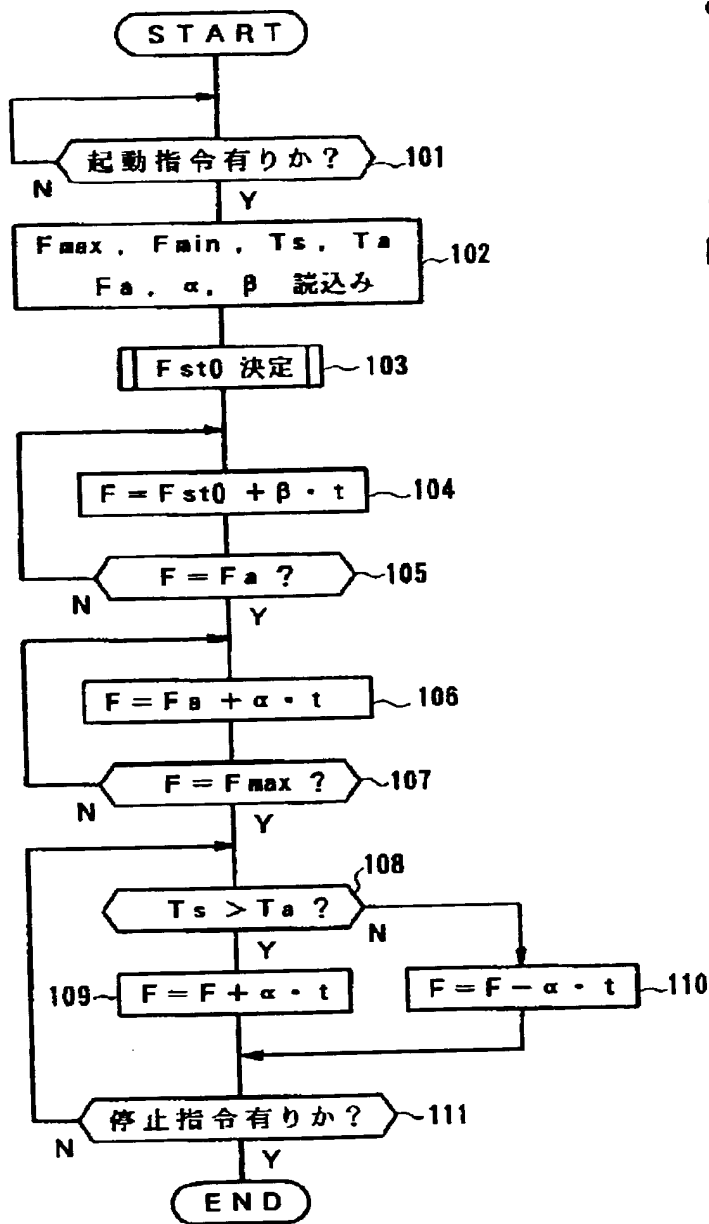 START
起動指令有りか？
101
N
Y
Fmax, Fmin, Ts, Ta
Fa, α, β 読込み
102
Fst0 決定
103
F = Fst0 + β・t
104
F = Fa ?
105
N
Y
F = Fa + α・t
106
F = Fmax ?
107
N
Y
108
Ts > Ta ?
N
Y
109
F = F + α・t
F = F − α・t
110
停止指令有りか？
111
N
Y
END